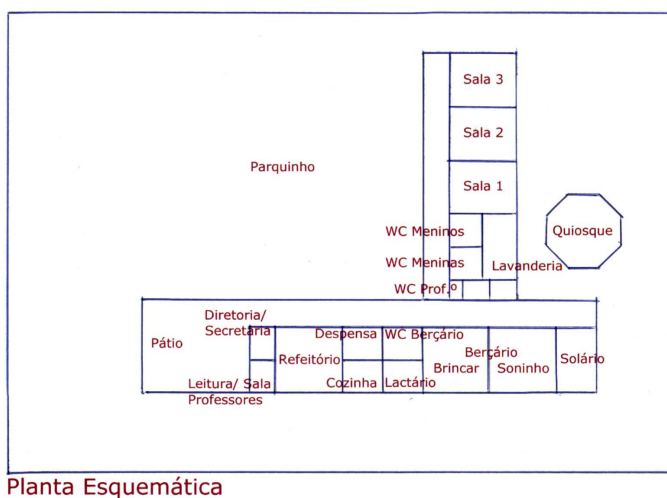 Sala 3
Sala 2
Parquinho
Sala 1
WC Meninos
Quiosque
WC Meninas
Lavanderia
WC Prof.º
Diretoria/
Secretaria
Pátio
Despensa
WC Berçário
Refeitório
Berçário
Brincar
Soninho
Solário
Leitura/ Sala
Professores
Cozinha
Lactário
Planta Esquemática